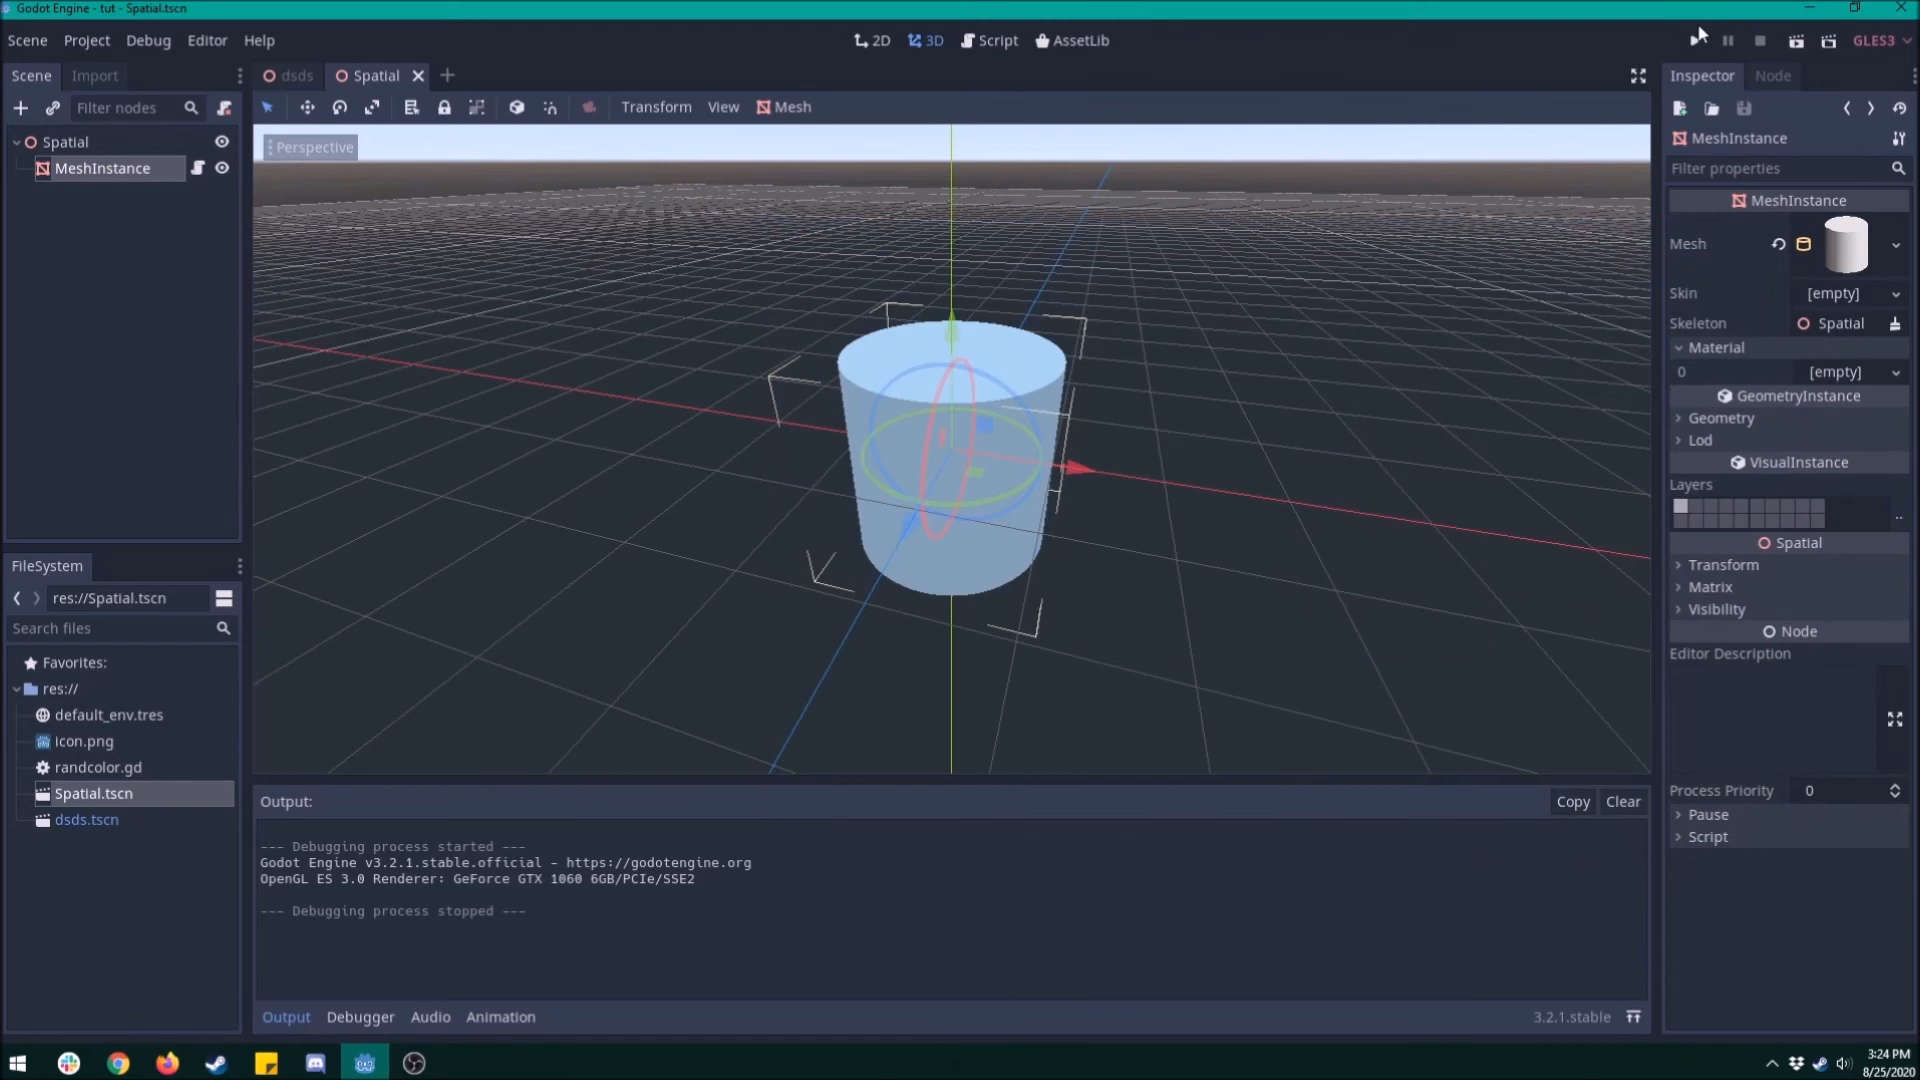 Godot Engine - tut - Spatial.tscn
Scene Project Debug Editor Help
2D 3D Script AssetLib
GLES3
Scene Import
dsds Spatial
Inspector Node
Filter nodes
Transform View Mesh
Spatial
MeshInstance
Perspective
MeshInstance
Filter properties
MeshInstance
Mesh
Skin [empty]
Skeleton Spatial
Material
0 [empty]
GeometryInstance
Geometry
Lod
VisualInstance
Layers
..
Spatial
Transform
Matrix
Visibility
Node
Editor Description
Process Priority 0
Pause
Script
FileSystem
res://Spatial.tscn
Search files
Favorites:
res://
default_env.tres
icon.png
randcolor.gd
Spatial.tscn
dsds.tscn
Output: Copy Clear
--- Debugging process started ---
Godot Engine v3.2.1.stable.official - https://godotengine.org
OpenGL ES 3.0 Renderer: GeForce GTX 1060 6GB/PCIe/SSE2
--- Debugging process stopped ---
Output Debugger Audio Animation 3.2.1.stable
3:24 PM
8/25/2020